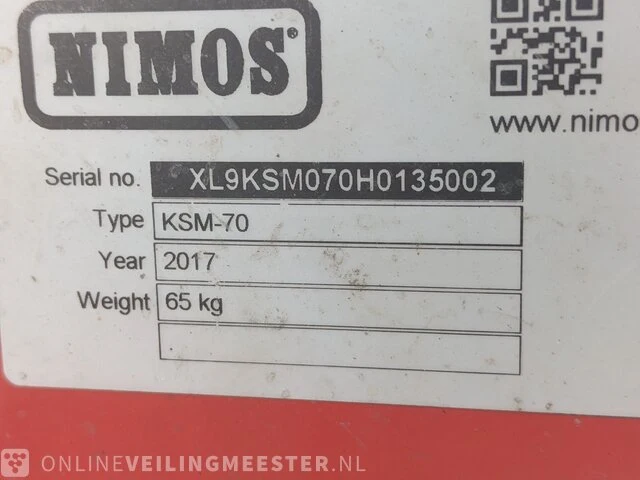 NIMOS®
www.nimo
Serial no. XL9KSM070H0135002
Type KSM-70
Year 2017
Weight 65 kg
ONLINEVEILINGMEESTER.NL